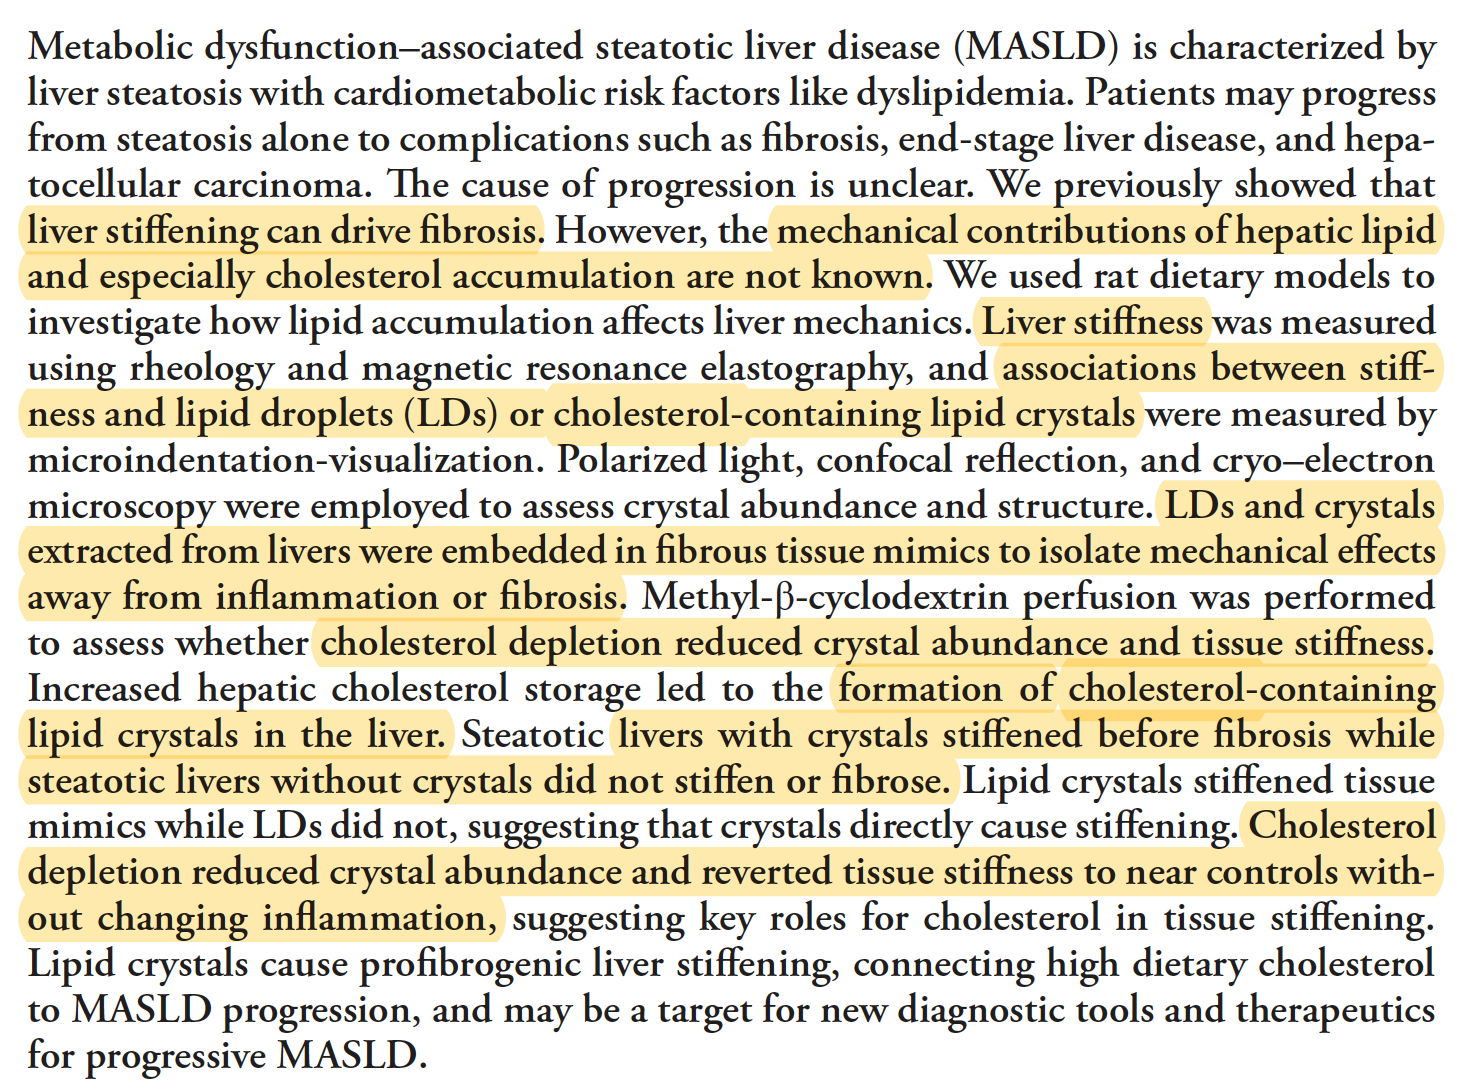 Metabolic dysfunction–associated steatotic liver disease (MASLD) is characterized by
liver steatosis with cardiometabolic risk factors like dyslipidemia. Patients may progress
from steatosis alone to complications such as fibrosis, end-stage liver disease, and hepa-
tocellular carcinoma. The cause of progression is unclear. We previously showed that
liver stiffening can drive fibrosis. However, the mechanical contributions of hepatic lipid
and especially cholesterol accumulation are not known. We used rat dietary models to
investigate how lipid accumulation affects liver mechanics. Liver stiffness was measured
using rheology and magnetic resonance elastography, and associations between stiff-
ness and lipid droplets (LDs) or cholesterol-containing lipid crystals were measured by
microindentation-visualization. Polarized light, confocal reflection, and cryo–electron
microscopy were employed to assess crystal abundance and structure. LDs and crystals
extracted from livers were embedded in fibrous tissue mimics to isolate mechanical effects
away from inflammation or fibrosis. Methyl-β-cyclodextrin perfusion was performed
to assess whether cholesterol depletion reduced crystal abundance and tissue stiffness.
Increased hepatic cholesterol storage led to the formation of cholesterol-containing
lipid crystals in the liver. Steatotic livers with crystals stiffened before fibrosis while
steatotic livers without crystals did not stiffen or fibrose. Lipid crystals stiffened tissue
mimics while LDs did not, suggesting that crystals directly cause stiffening. Cholesterol
depletion reduced crystal abundance and reverted tissue stiffness to near controls with-
out changing inflammation, suggesting key roles for cholesterol in tissue stiffening.
Lipid crystals cause profibrogenic liver stiffening, connecting high dietary cholesterol
to MASLD progression, and may be a target for new diagnostic tools and therapeutics
for progressive MASLD.